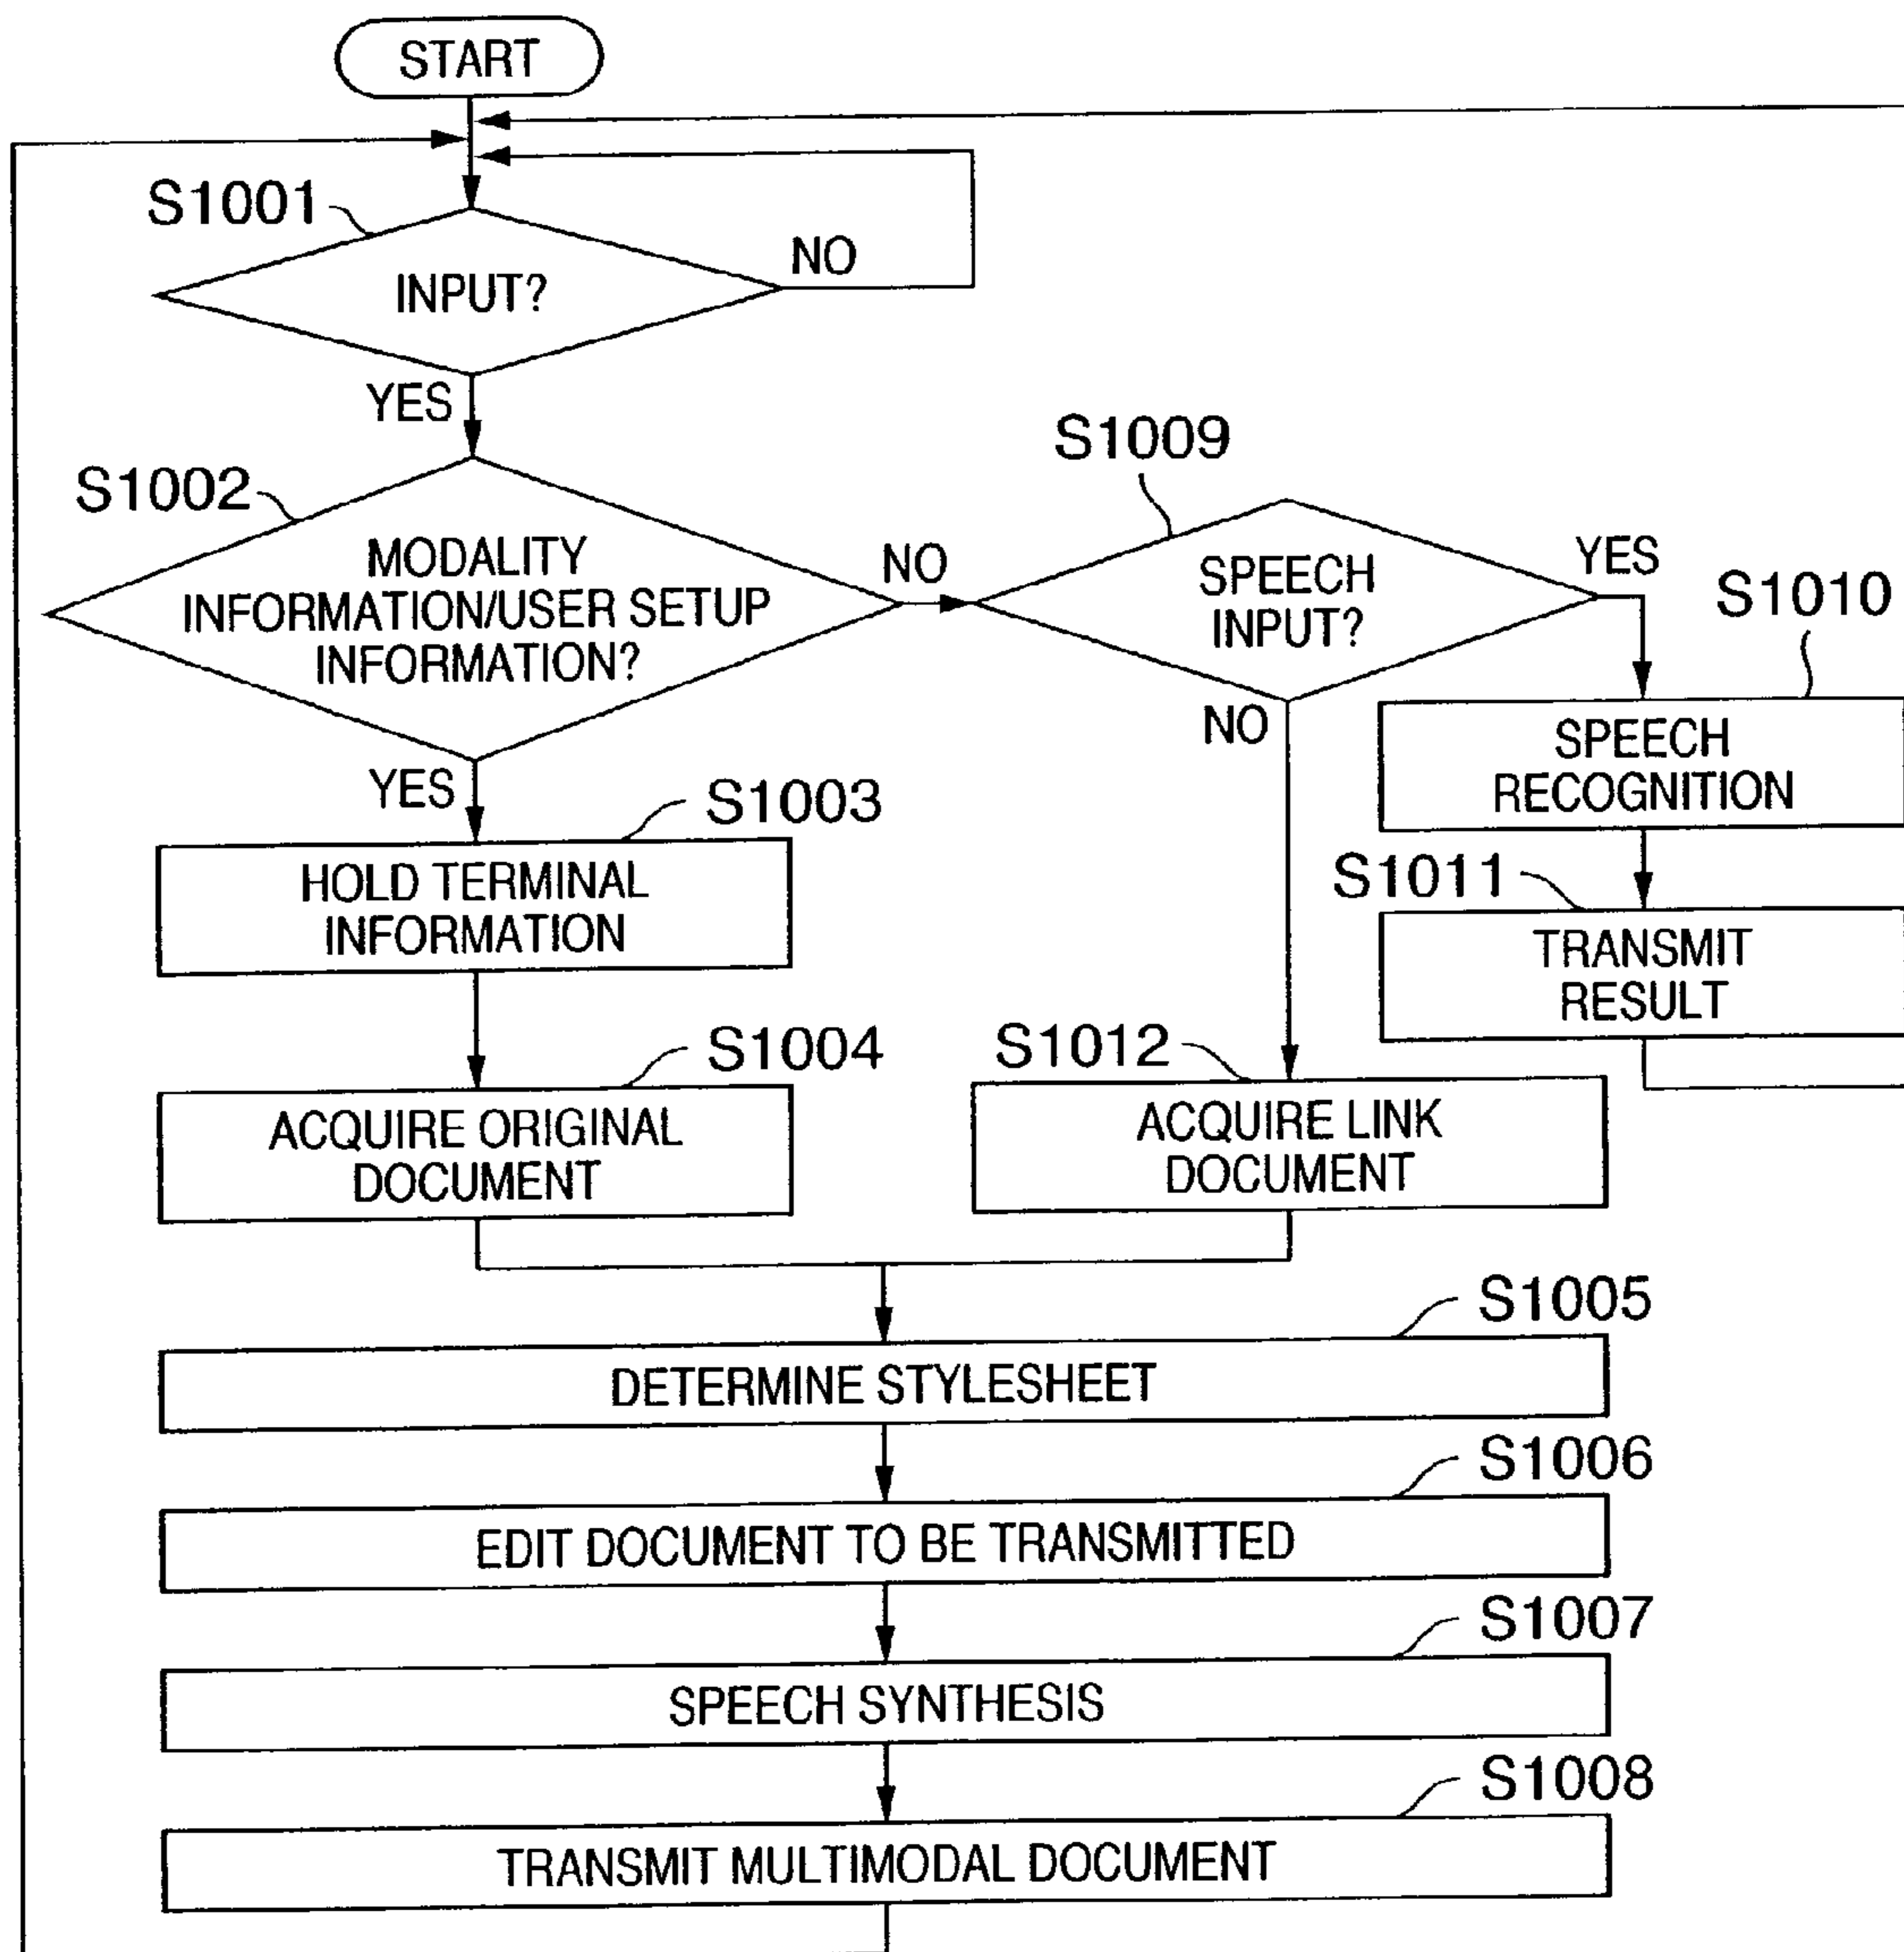 START
S1001
INPUT?
NO
YES
S1002
MODALITY
INFORMATION/USER SETUP
INFORMATION?
NO
YES
S1009
SPEECH
INPUT?
YES
NO
S1010
SPEECH
RECOGNITION
S1003
HOLD TERMINAL
INFORMATION
S1011
TRANSMIT
RESULT
S1004
ACQUIRE ORIGINAL
DOCUMENT
S1012
ACQUIRE LINK
DOCUMENT
S1005
DETERMINE STYLESHEET
S1006
EDIT DOCUMENT TO BE TRANSMITTED
S1007
SPEECH SYNTHESIS
S1008
TRANSMIT MULTIMODAL DOCUMENT